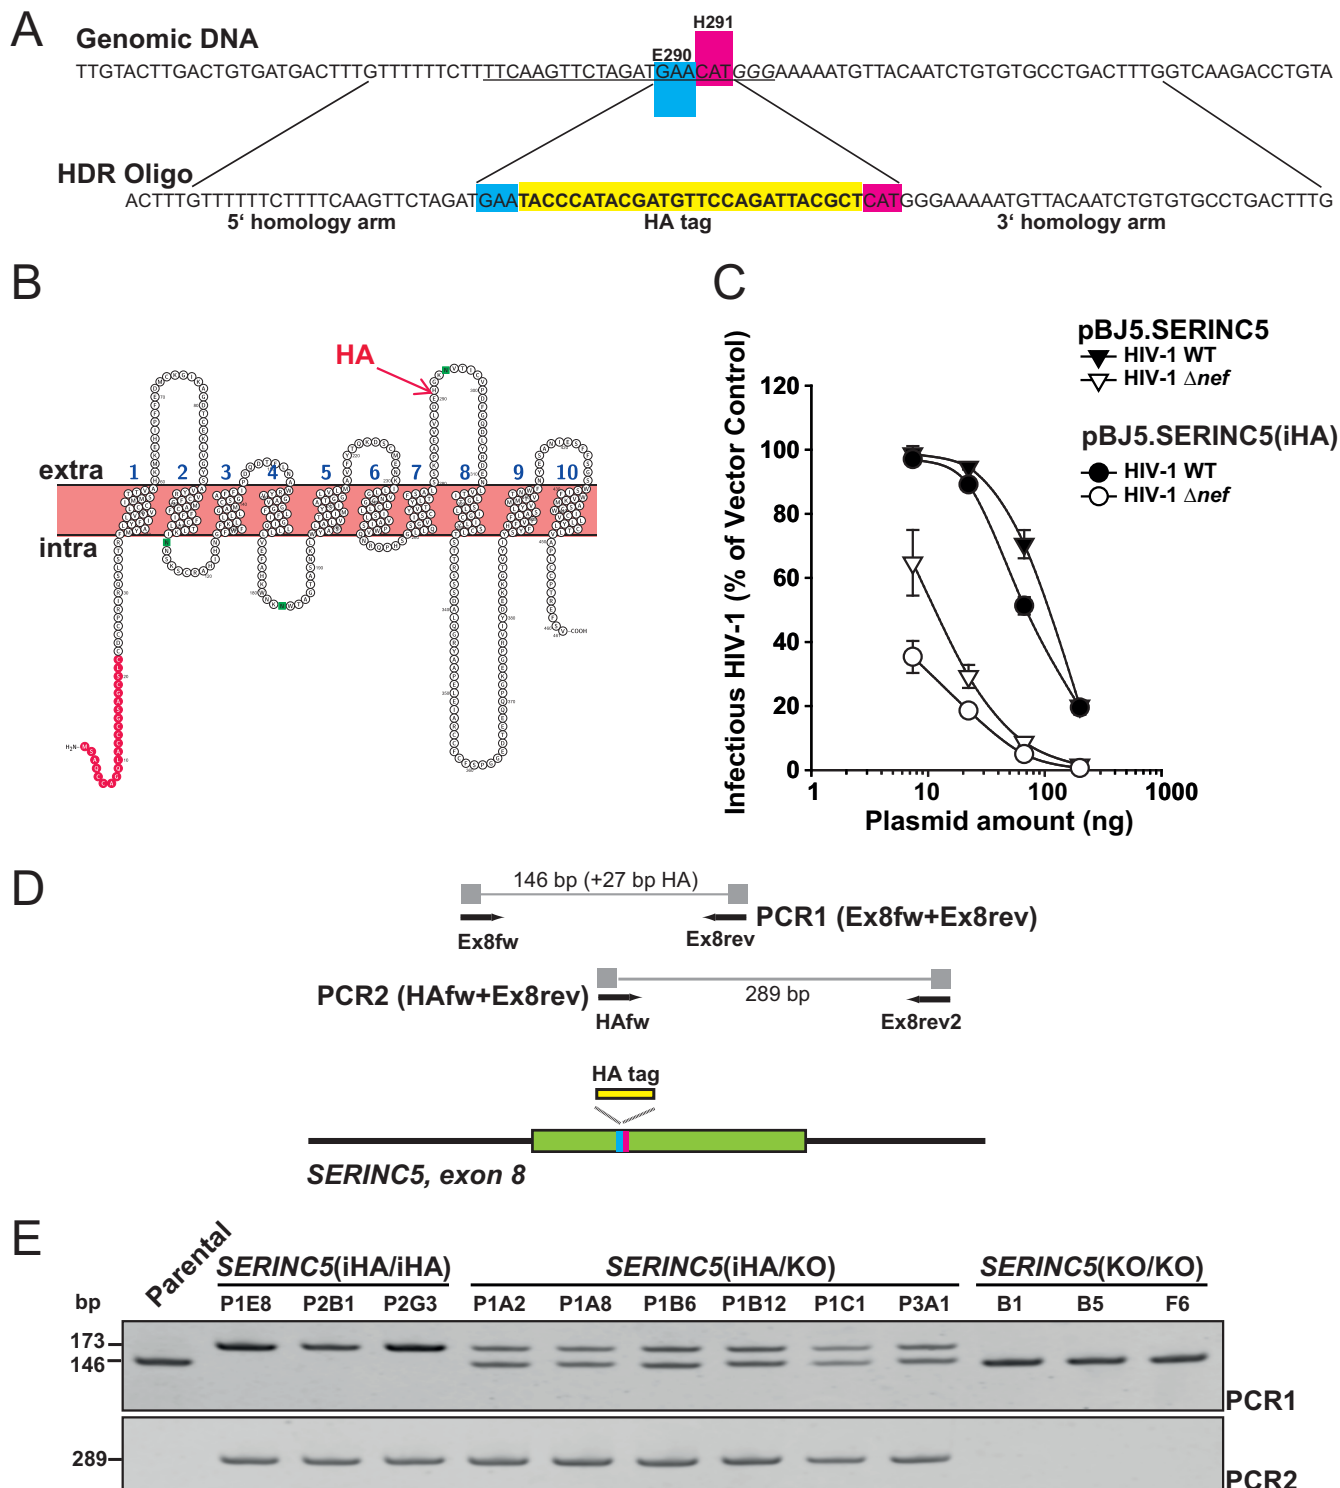 A
Genomic DNA
E290
H291
TTGTACTTGACTGTGATGACTTTGTTTTTTCTTTTCAAGTTCTAGATGAACATGGGAAAAATGTTACAATCTGTGTGCCTGACTTTGGTCAAGACCTGTA
HDR Oligo
ACTTTGTTTTTTCTTTTCAAGTTCTAGATGAATACCCATACGATGTTCCAGATTACGCTCATGGGAAAAATGTTACAATCTGTGTGCCTGACTTTG
5‘ homology arm
HA tag
3‘ homology arm
B
HA
extra
1 2 3 4 5 6 7 8 9 10
intra
H₂N
COOH
C
pBJ5.SERINC5
HIV-1 WT
HIV-1 Δnef
pBJ5.SERINC5(iHA)
HIV-1 WT
HIV-1 Δnef
Infectious HIV-1 (% of Vector Control)
120
100
80
60
40
20
0
1 10 100 1000
Plasmid amount (ng)
D
146 bp (+27 bp HA)
Ex8fw
Ex8rev
PCR1 (Ex8fw+Ex8rev)
PCR2 (HAfw+Ex8rev)
289 bp
HAfw
Ex8rev2
HA tag
SERINC5, exon 8
E
Parental
SERINC5(iHA/iHA)
SERINC5(iHA/KO)
SERINC5(KO/KO)
bp
P1E8 P2B1 P2G3 P1A2 P1A8 P1B6 P1B12 P1C1 P3A1 B1 B5 F6
173
146
PCR1
289
PCR2